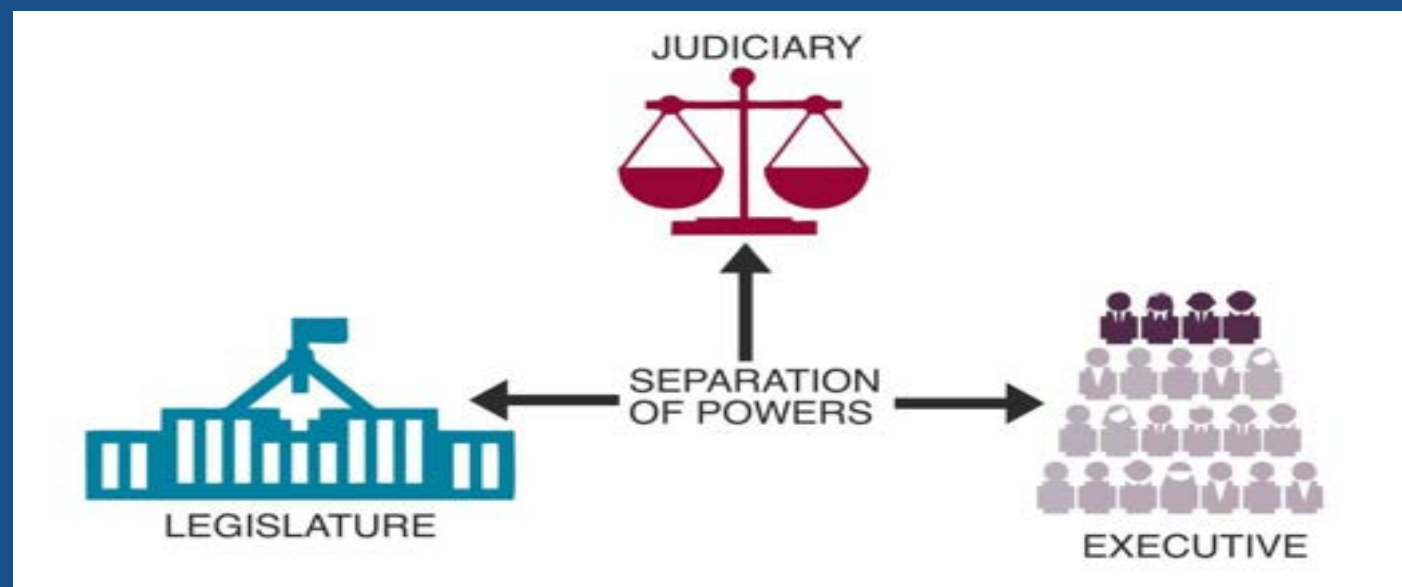 JUDICIARY
SEPARATION
OF POWERS
LEGISLATURE
EXECUTIVE